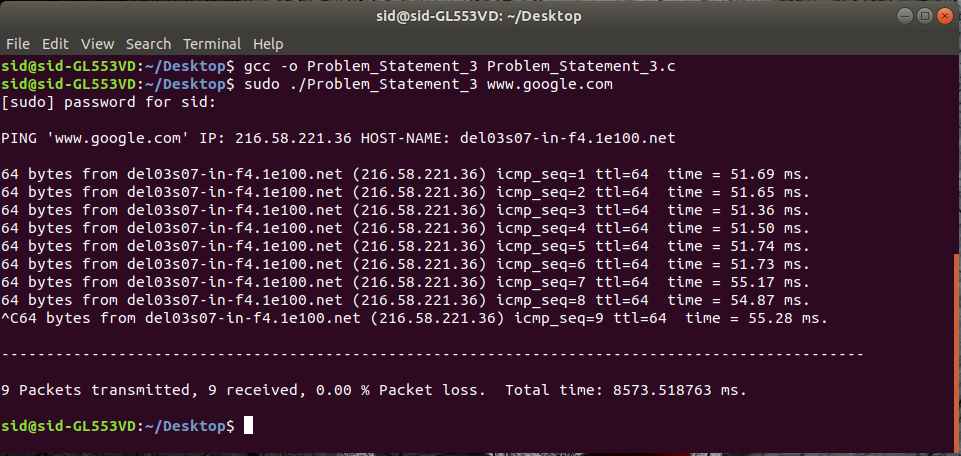 sid@sid-GL553VD: ~/Desktop
File Edit View Search Terminal Help
sid@sid-GL553VD:~/Desktop$ gcc -o Problem_Statement_3 Problem_Statement_3.c
sid@sid-GL553VD:~/Desktop$ sudo ./Problem_Statement_3 www.google.com
[sudo] password for sid:
PING 'www.google.com' IP: 216.58.221.36 HOST-NAME: del03s07-in-f4.1e100.net
64 bytes from del03s07-in-f4.1e100.net (216.58.221.36) icmp_seq=1 ttl=64  time = 51.69 ms.
64 bytes from del03s07-in-f4.1e100.net (216.58.221.36) icmp_seq=2 ttl=64  time = 51.65 ms.
64 bytes from del03s07-in-f4.1e100.net (216.58.221.36) icmp_seq=3 ttl=64  time = 51.36 ms.
64 bytes from del03s07-in-f4.1e100.net (216.58.221.36) icmp_seq=4 ttl=64  time = 51.50 ms.
64 bytes from del03s07-in-f4.1e100.net (216.58.221.36) icmp_seq=5 ttl=64  time = 51.74 ms.
64 bytes from del03s07-in-f4.1e100.net (216.58.221.36) icmp_seq=6 ttl=64  time = 51.73 ms.
64 bytes from del03s07-in-f4.1e100.net (216.58.221.36) icmp_seq=7 ttl=64  time = 55.17 ms.
64 bytes from del03s07-in-f4.1e100.net (216.58.221.36) icmp_seq=8 ttl=64  time = 54.87 ms.
^C64 bytes from del03s07-in-f4.1e100.net (216.58.221.36) icmp_seq=9 ttl=64  time = 55.28 ms.
------------------------------------------------------------------------------------------------
9 Packets transmitted, 9 received, 0.00 % Packet loss.  Total time: 8573.518763 ms.
sid@sid-GL553VD:~/Desktop$